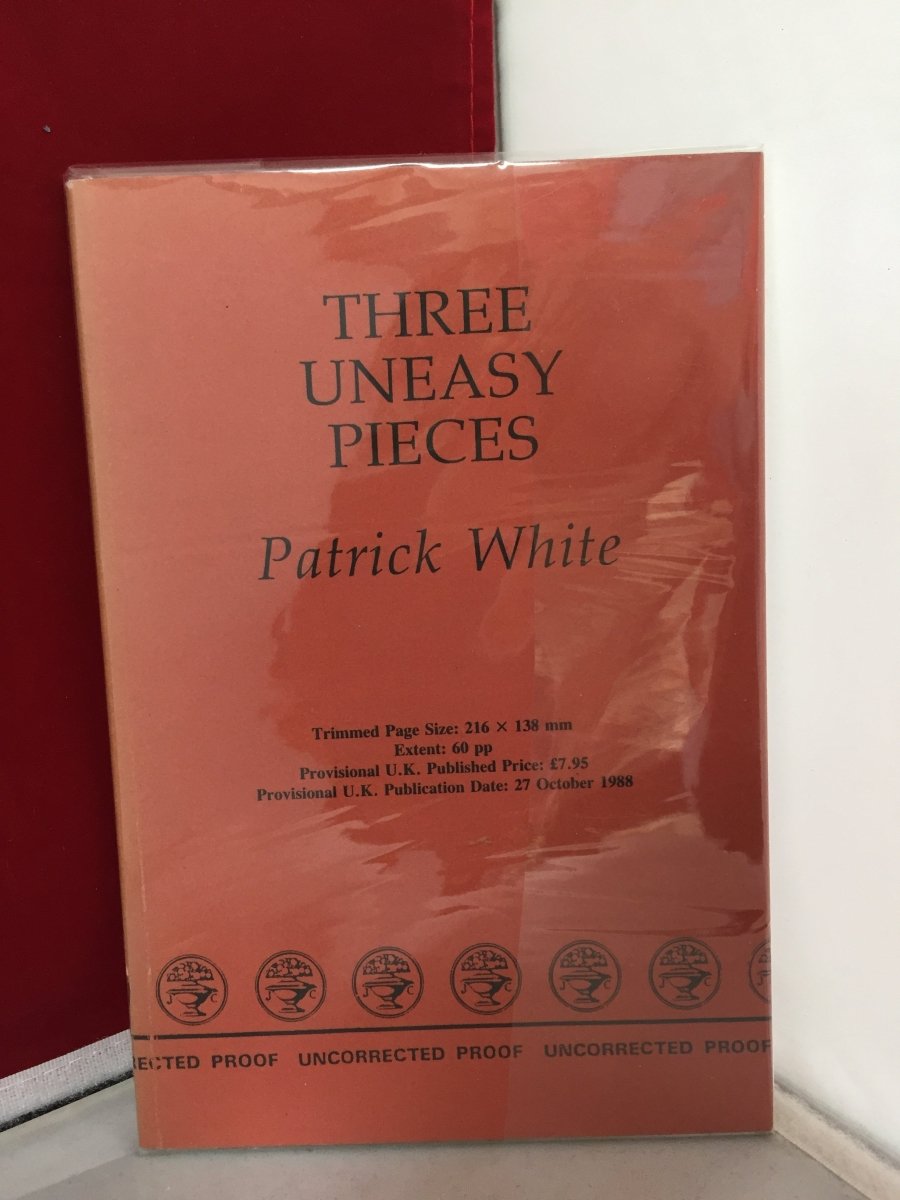 THREE
UNEASY
PIECES
Patrick White
Trimmed Page Size: 216 × 138 mm
Extent: 60 pp
Provisional U.K. Published Price: £7.95
Provisional U.K. Publication Date: 27 October 1988
J C J C J C J C J C J C J
RECTED PROOF UNCORRECTED PROOF UNCORRECTED PROOF